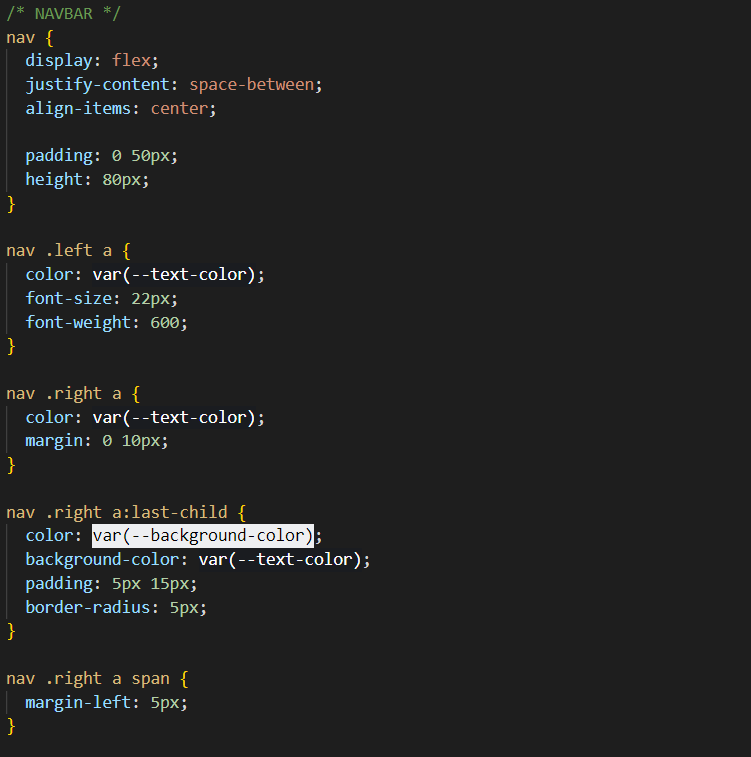 /* NAVBAR */
nav {
  display: flex;
  justify-content: space-between;
  align-items: center;

  padding: 0 50px;
  height: 80px;
}

nav .left a {
  color: var(--text-color);
  font-size: 22px;
  font-weight: 600;
}

nav .right a {
  color: var(--text-color);
  margin: 0 10px;
}

nav .right a:last-child {
  color: var(--background-color);
  background-color: var(--text-color);
  padding: 5px 15px;
  border-radius: 5px;
}

nav .right a span {
  margin-left: 5px;
}